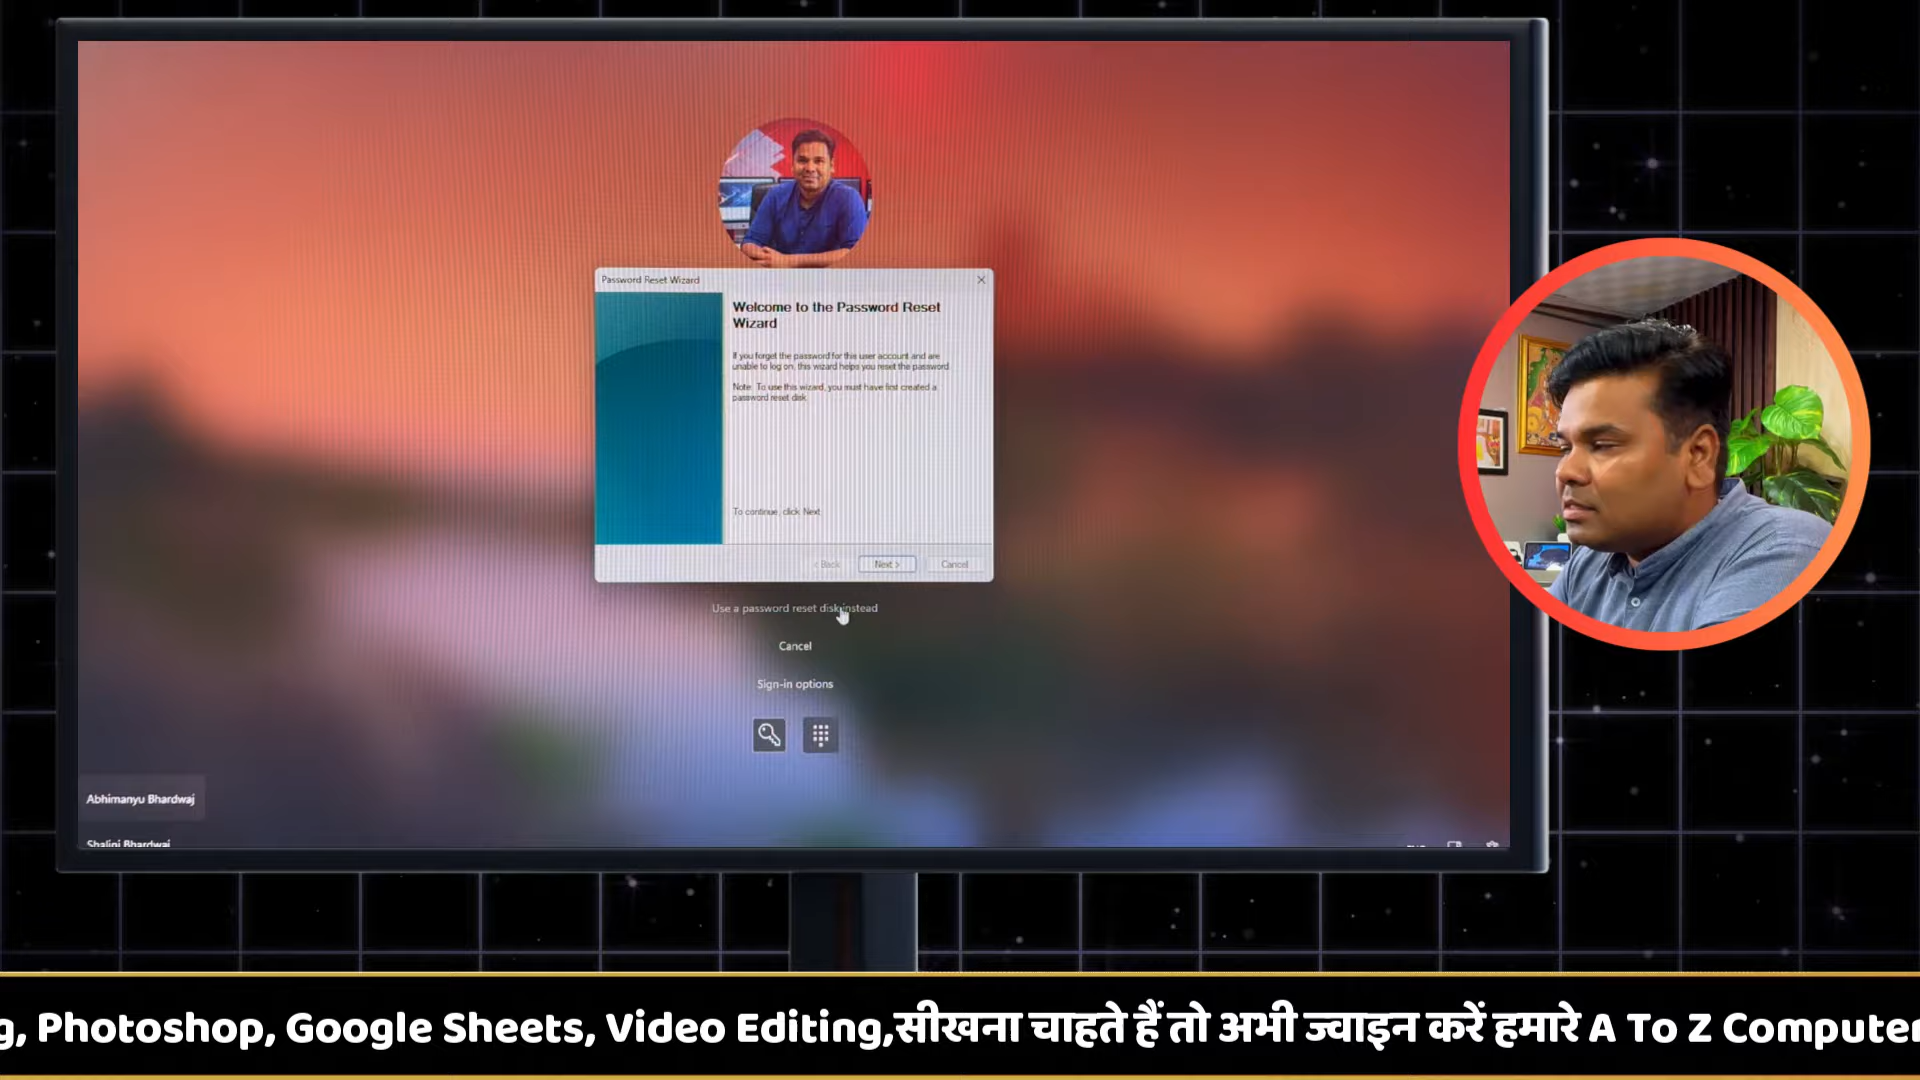 Password Reset Wizard
Welcome to the Password Reset
Wizard
If you forget the password for this user account and are
unable to log on, this wizard helps you reset the password.
Note: To use this wizard, you must have first created a
password reset disk.
To continue, click Next
< Back
Next >
Cancel
Use a password reset disk instead
Cancel
Sign-in options
Abhimanyu Bhardwaj
Shalini Bhardwaj
g, Photoshop, Google Sheets, Video Editing,सीखना चाहते हैं तो अभी ज्वाइन करें हमारे A To Z Computer